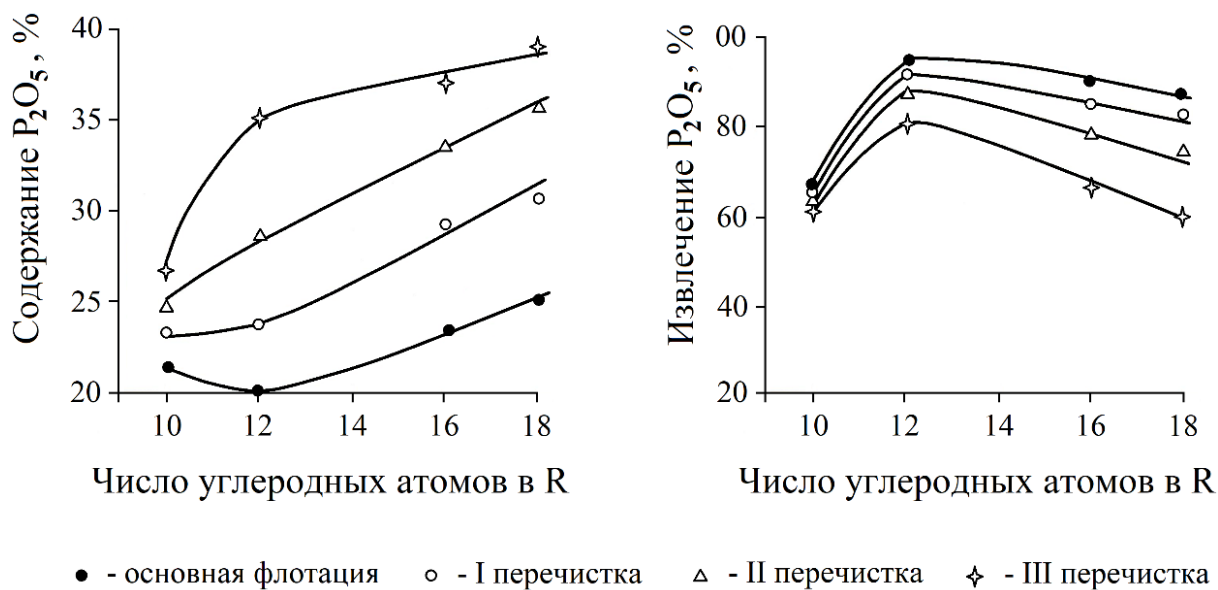 Содержание P₂O₅, %
40
35
30
25
20
10 12 14 16 18
Число углеродных атомов в R
Извлечение P₂O₅, %
00
80
60
40
20
10 12 14 16 18
Число углеродных атомов в R
- основная флотация - I перечистка - II перечистка - III перечистка